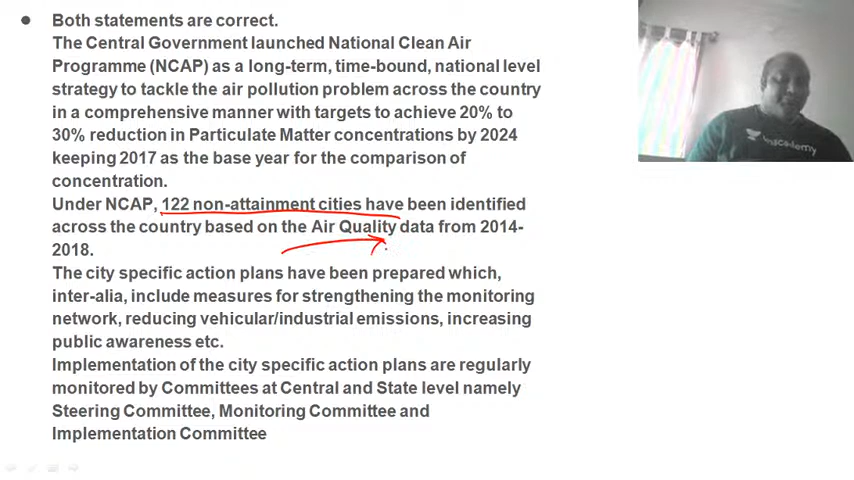 Both statements are correct.
The Central Government launched National Clean Air
Programme (NCAP) as a long-term, time-bound, national level
strategy to tackle the air pollution problem across the country
in a comprehensive manner with targets to achieve 20% to
30% reduction in Particulate Matter concentrations by 2024
keeping 2017 as the base year for the comparison of
concentration.
Under NCAP, 122 non-attainment cities have been identified
across the country based on the Air Quality data from 2014-
2018.
The city specific action plans have been prepared which,
inter-alia, include measures for strengthening the monitoring
network, reducing vehicular/industrial emissions, increasing
public awareness etc.
Implementation of the city specific action plans are regularly
monitored by Committees at Central and State level namely
Steering Committee, Monitoring Committee and
Implementation Committee